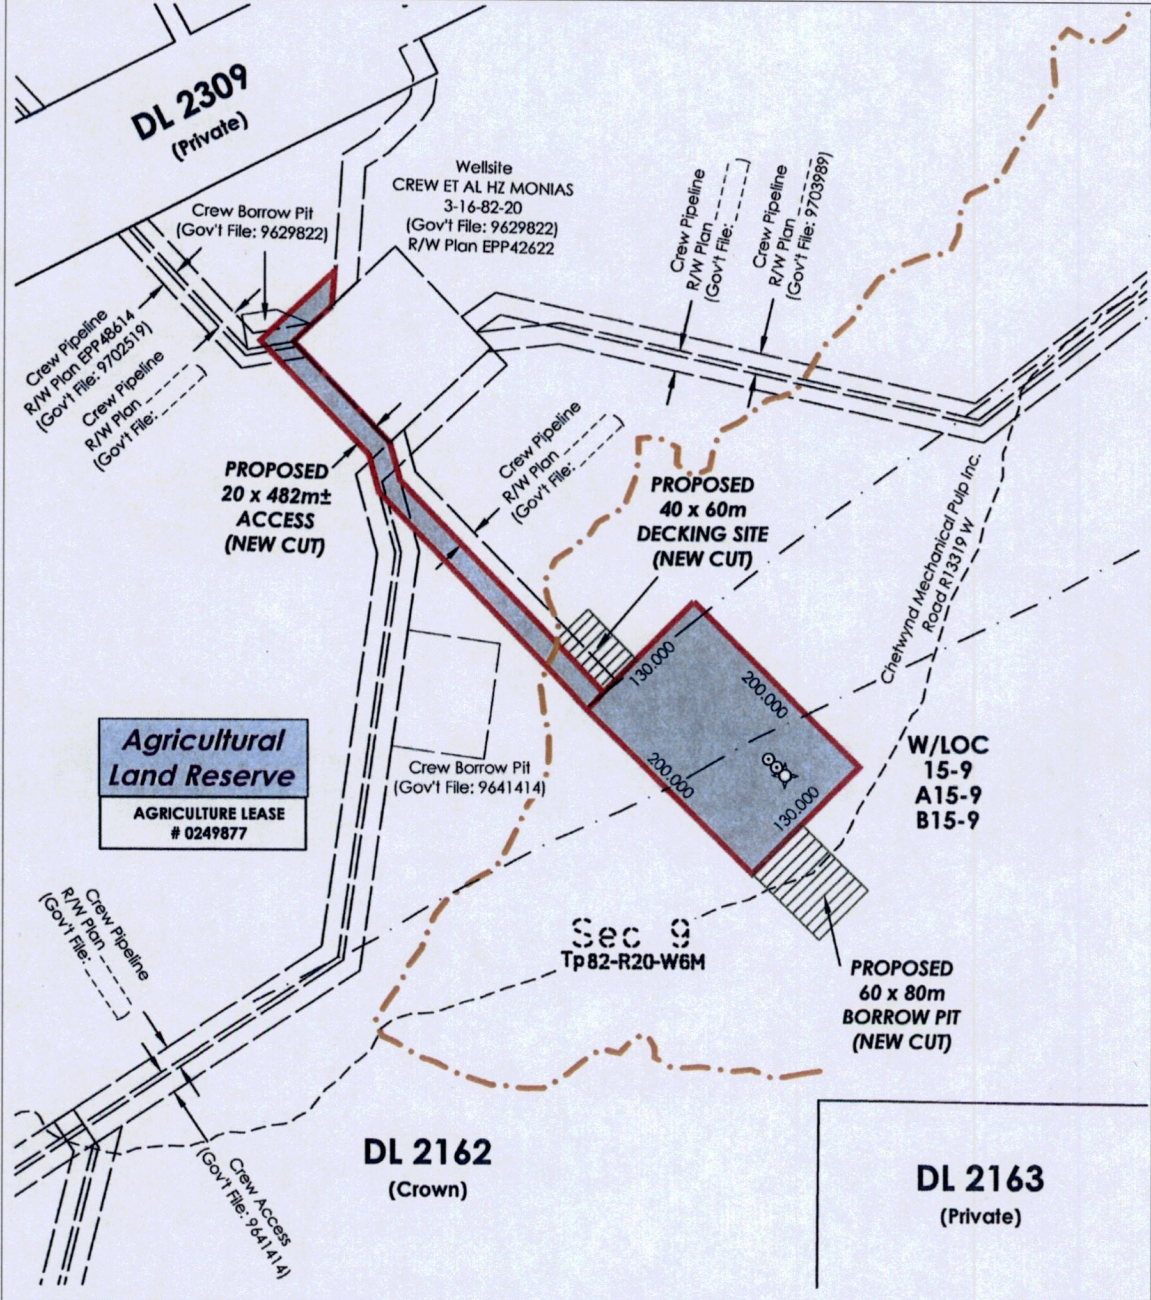 DL 2309
(Private)
Crew Borrow Pit
(Gov't File: 9629822)
Wellsite
CREW ET AL HZ MONIAS
3-16-82-20
(Gov't File: 9629822)
R/W Plan EPP42622
Crew Pipeline
R/W Plan
(Gov't File:
Crew Pipeline
R/W Plan
(Gov't File: 9703989)
Crew Pipeline
R/W Plan EPP48614
(Gov't File: 9702519)
Crew Pipeline
R/W Plan
(Gov't File:
PROPOSED
20 x 482m±
ACCESS
(NEW CUT)
Crew Pipeline
R/W Plan
(Gov't File:
PROPOSED
40 x 60m
DECKING SITE
(NEW CUT)
Chetwynd Mechanical Pulp Inc.
Road R13319 W
130.000
200.000
200.000
130.000
W/LOC
15-9
A15-9
B15-9
Agricultural
Land Reserve
AGRICULTURE LEASE
# 0249877
Crew Borrow Pit
(Gov't File: 9641414)
Crew Pipeline
R/W Plan
(Gov't File:
Sec 9
Tp82-R20-W6M
PROPOSED
60 x 80m
BORROW PIT
(NEW CUT)
Crew Access
(Gov't File: 9641414)
DL 2162
(Crown)
DL 2163
(Private)